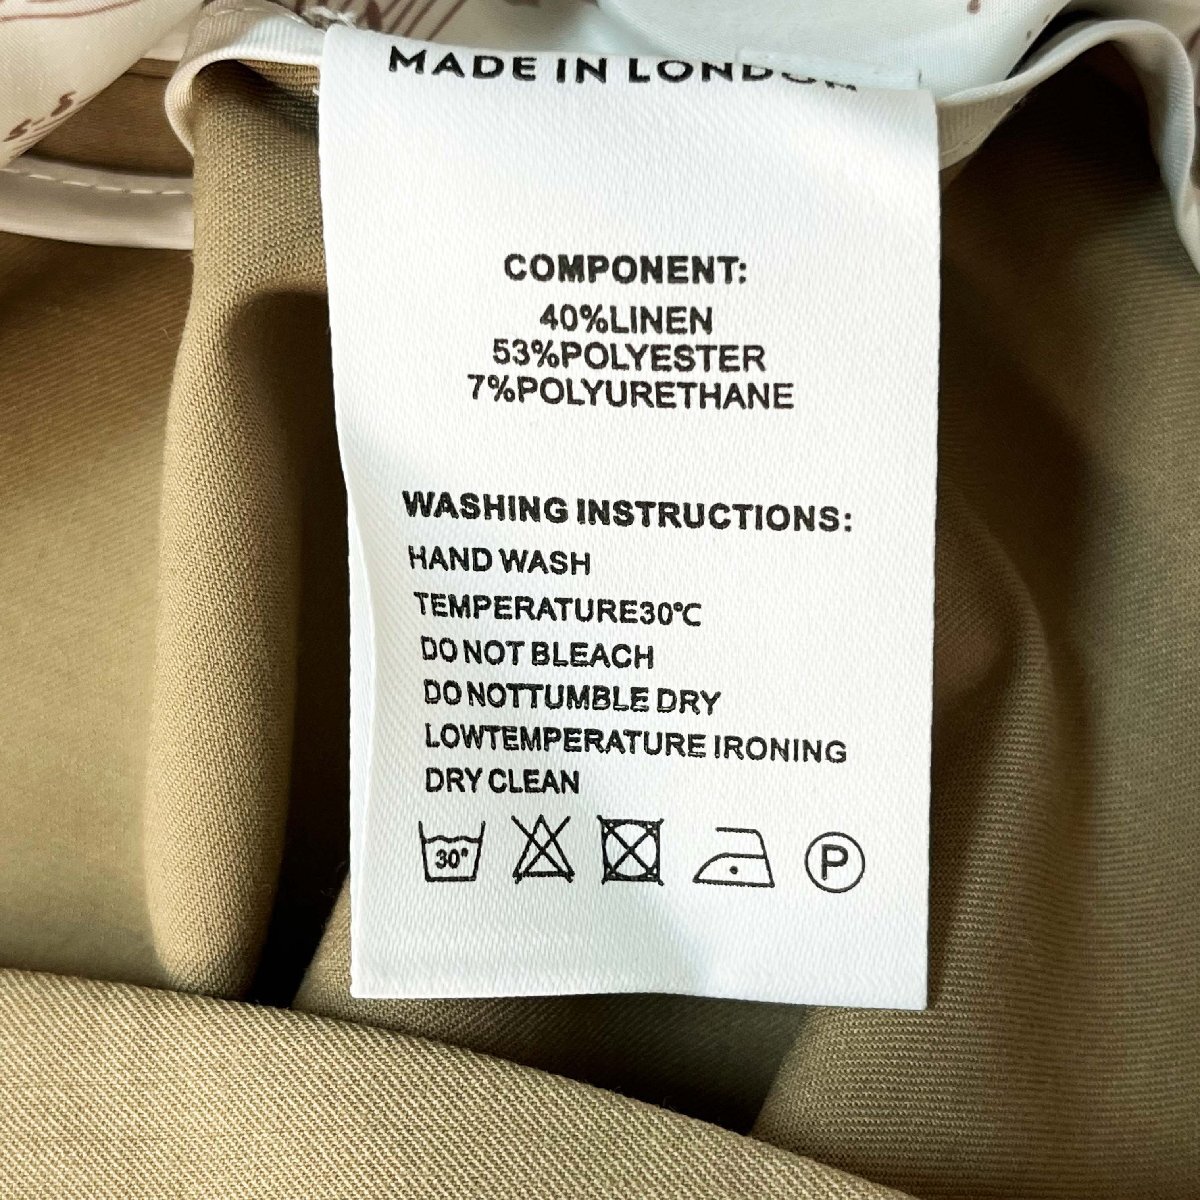 MADE IN LONDON
COMPONENT:
40%LINEN
53%POLYESTER
7%POLYURETHANE
WASHING INSTRUCTIONS:
HAND WASH
TEMPERATURE30℃
DO NOT BLEACH
DO NOTTUMBLE DRY
LOWTEMPERATURE IRONING
DRY CLEAN
30° P